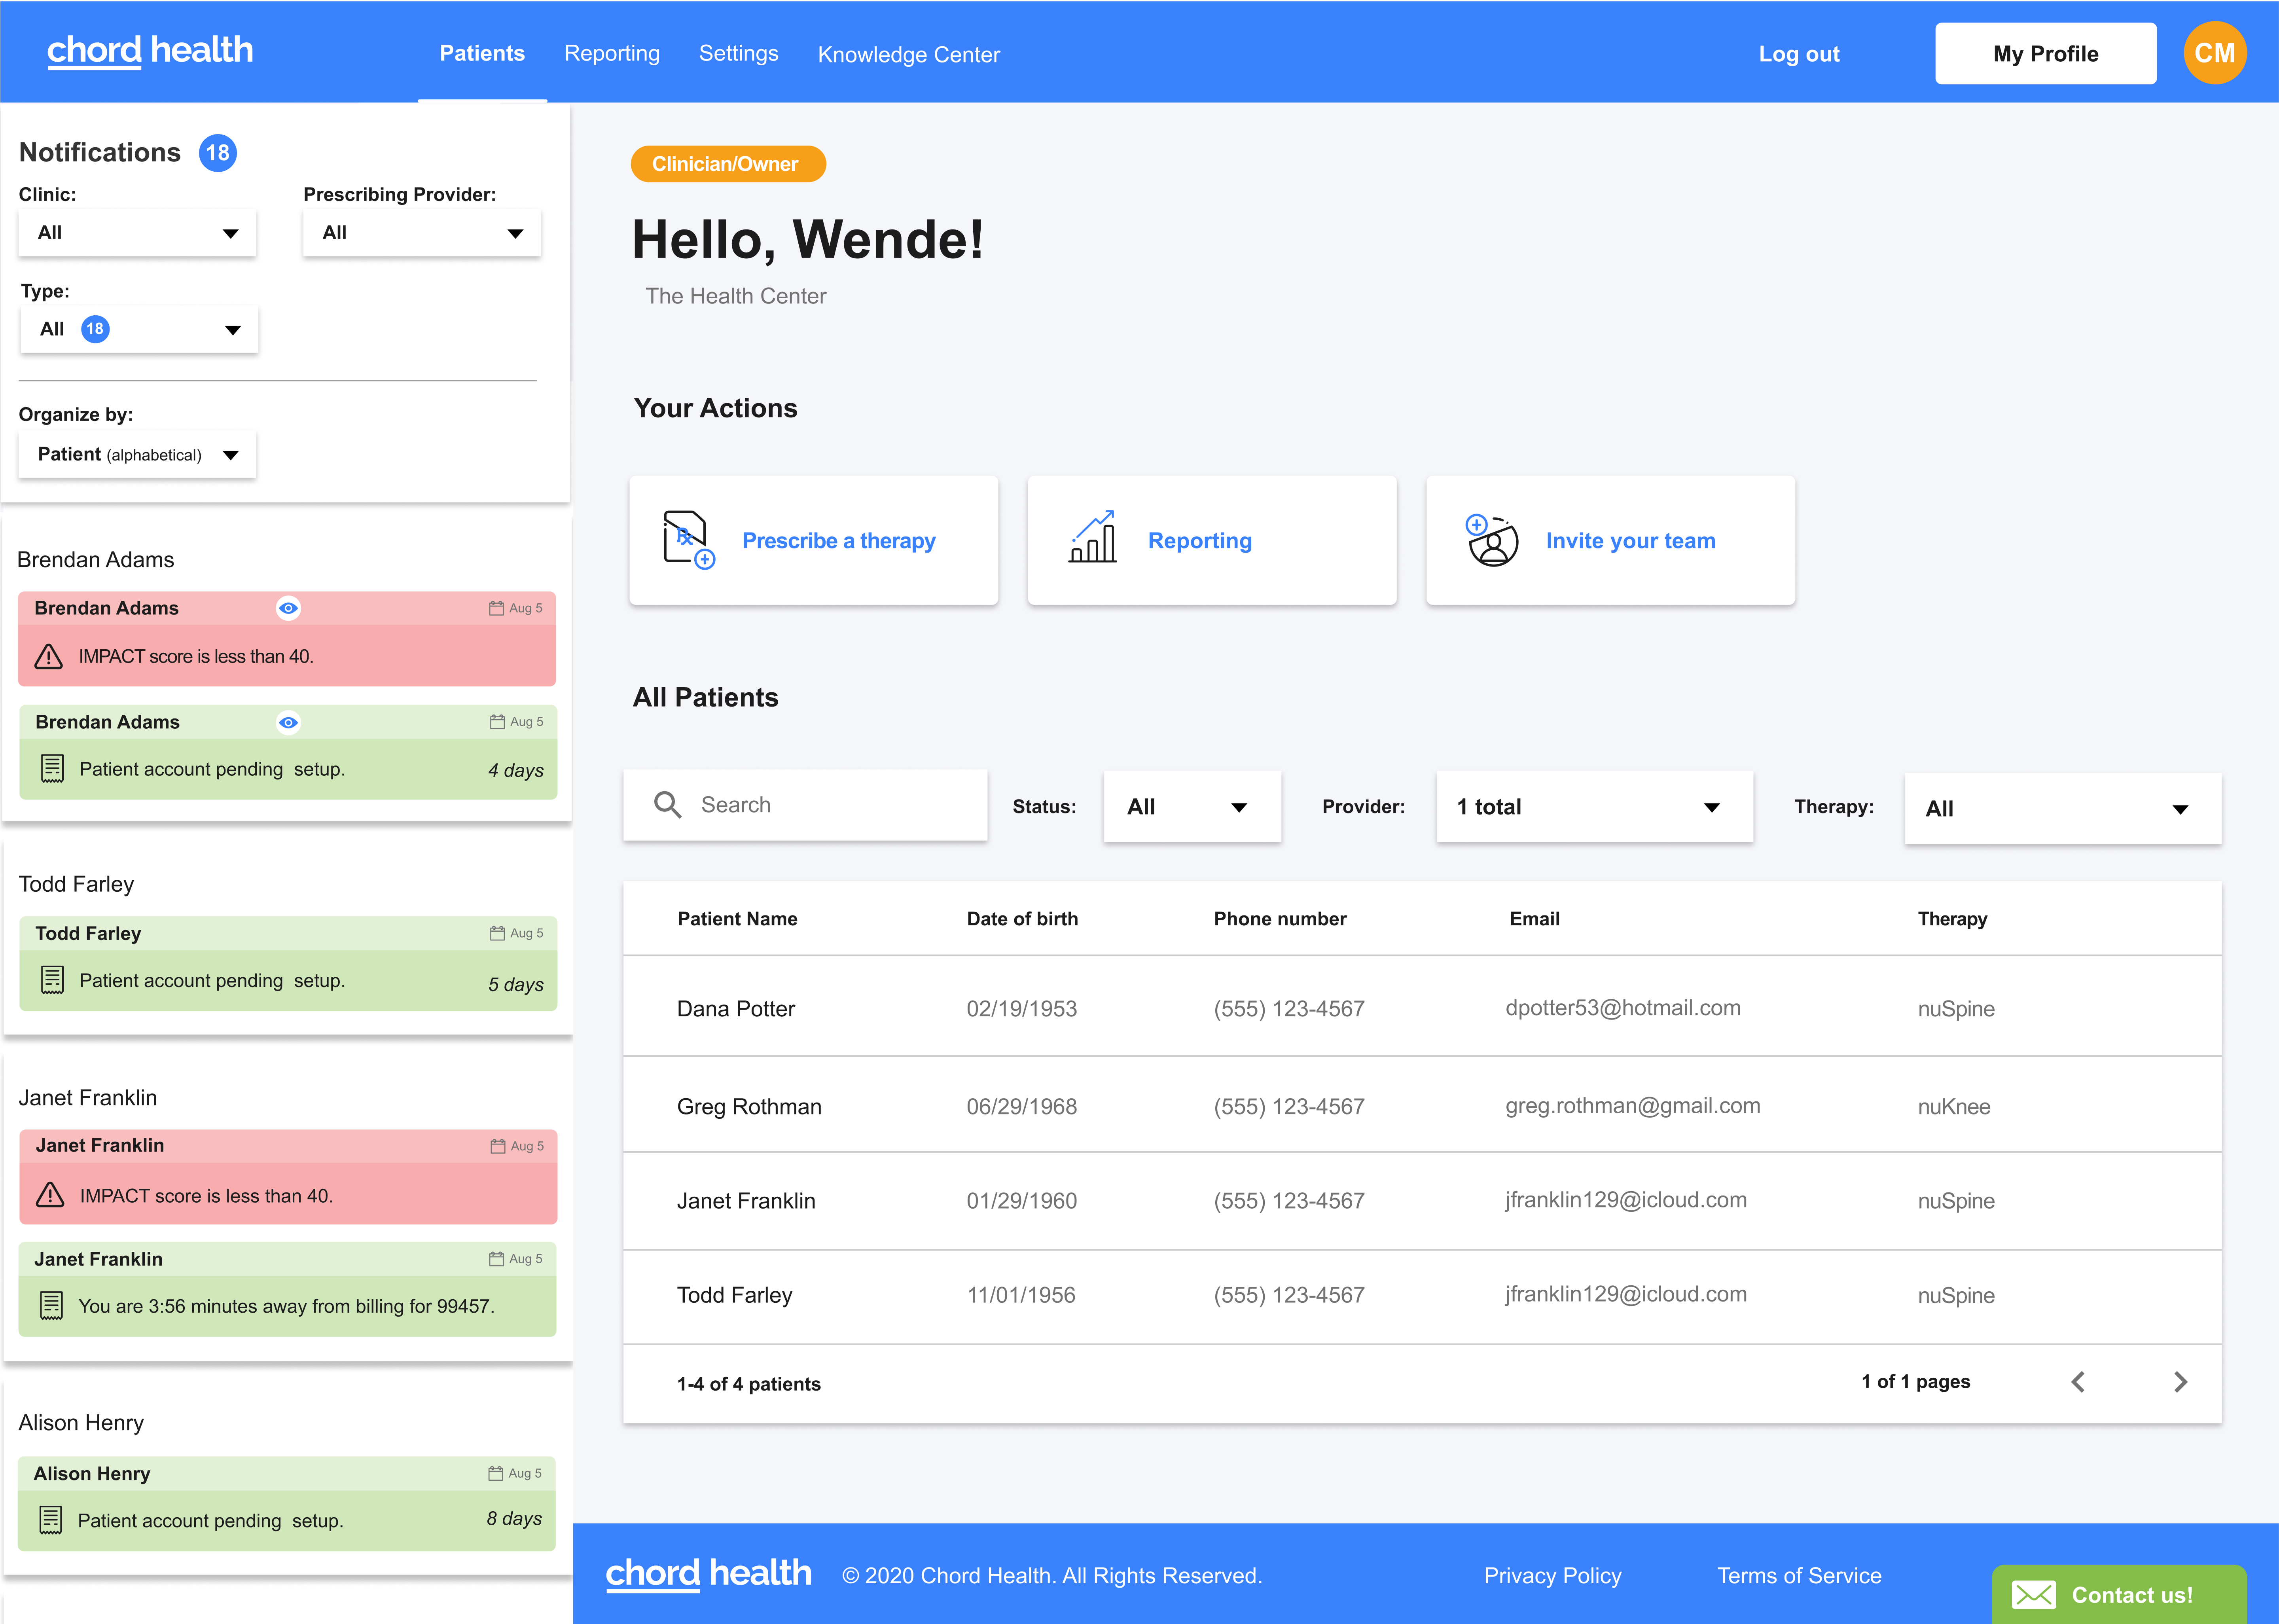 chord health
Patients Reporting Settings Knowledge Center
Log out My Profile CM
Notifications 18
Clinic: Prescribing Provider:
All All
Type:
All 18
Organize by:
Patient (alphabetical)
Brendan Adams
Brendan Adams Aug 5
IMPACT score is less than 40.
Brendan Adams Aug 5
Patient account pending setup. 4 days
Todd Farley
Todd Farley Aug 5
Patient account pending setup. 5 days
Janet Franklin
Janet Franklin Aug 5
IMPACT score is less than 40.
Janet Franklin Aug 5
You are 3:56 minutes away from billing for 99457.
Alison Henry
Alison Henry Aug 5
Patient account pending setup. 8 days
Clinician/Owner
Hello, Wende!
The Health Center
Your Actions
Rx Prescribe a therapy Reporting Invite your team
All Patients
Search Status: All Provider: 1 total Therapy: All
Patient Name Date of birth Phone number Email Therapy
Dana Potter 02/19/1953 (555) 123-4567 dpotter53@hotmail.com nuSpine
Greg Rothman 06/29/1968 (555) 123-4567 greg.rothman@gmail.com nuKnee
Janet Franklin 01/29/1960 (555) 123-4567 jfranklin129@icloud.com nuSpine
Todd Farley 11/01/1956 (555) 123-4567 jfranklin129@icloud.com nuSpine
1-4 of 4 patients 1 of 1 pages
chord health © 2020 Chord Health. All Rights Reserved. Privacy Policy Terms of Service
Contact us!